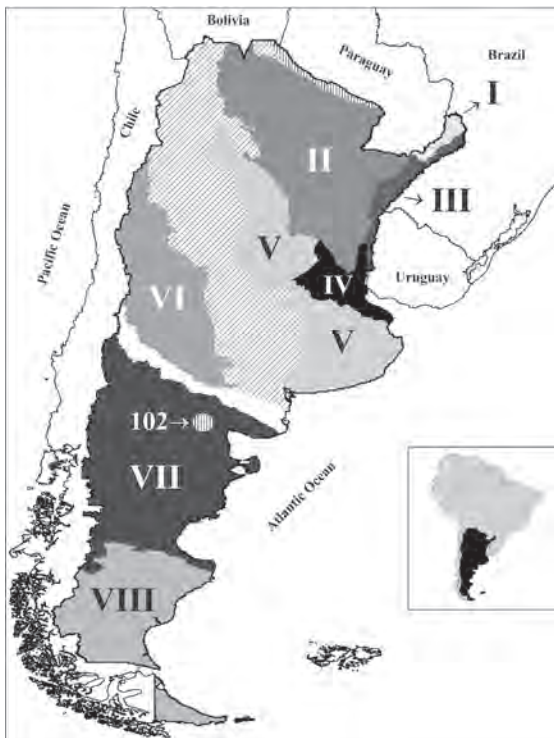 Bolivia
Paraguay
Brazil
I
Chile
II
III
Pacific Ocean
V
Uruguay
IV
VI
V
102
VII
Atlantic Ocean
VIII